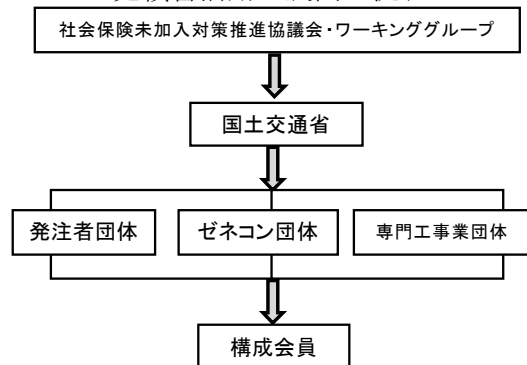 社会保険未加入対策推進協議会・ワーキンググループ
国土交通省
発注者団体 ゼネコン団体 専門工事業団体
構成会員